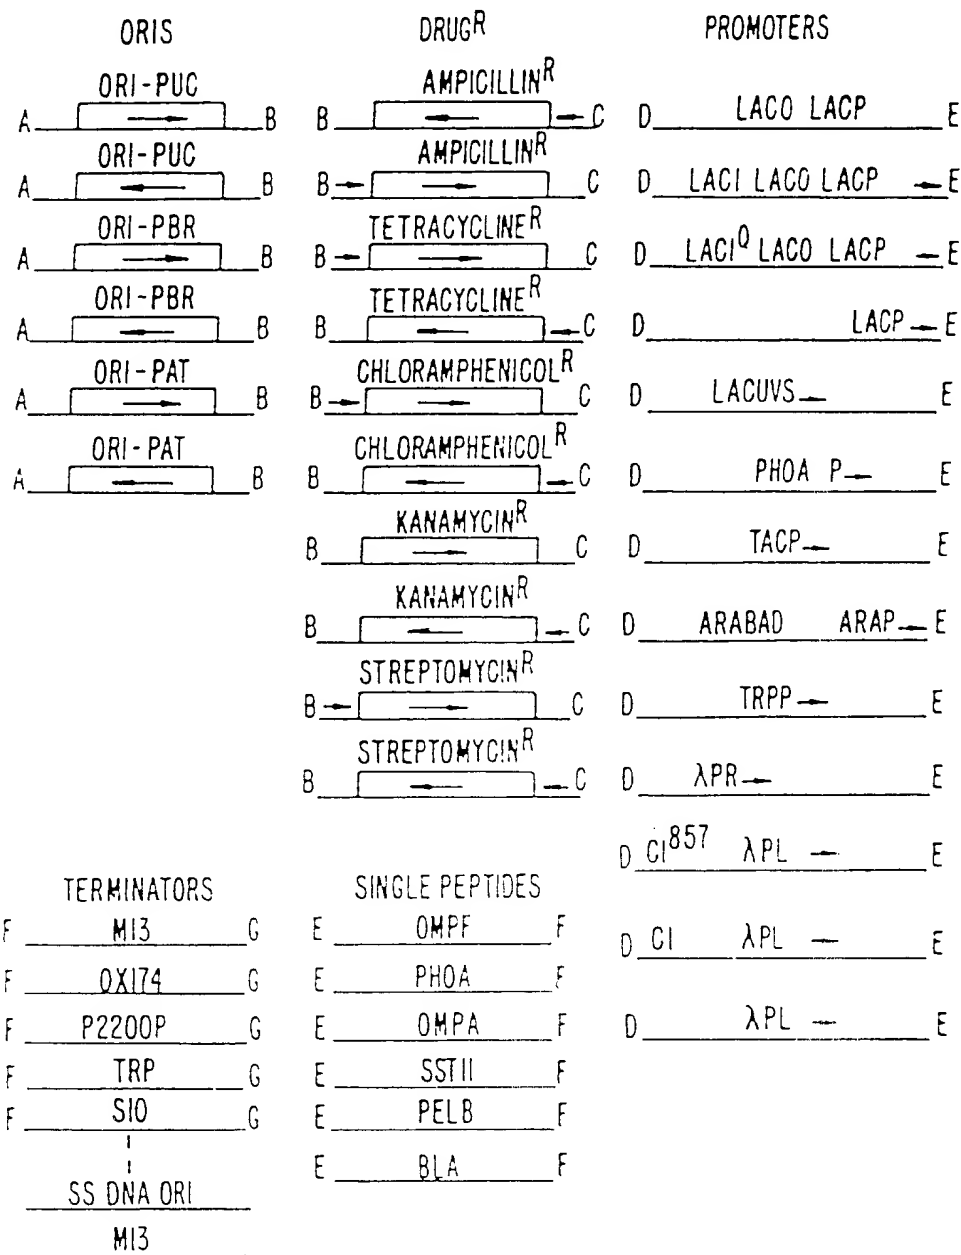 ORIS
ORI-PUC
A B
ORI-PUC
A B
ORI-PBR
A B
ORI-PBR
A B
ORI-PAT
A B
ORI-PAT
A B
DRUGR
AMPICILLINR
B C
AMPICILLINR
B C
TETRACYCLINER
B C
TETRACYCLINER
B C
CHLORAMPHENICOLR
B C
CHLORAMPHENICOLR
B C
KANAMYCINR
B C
KANAMYCINR
B C
STREPTOMYCINR
B C
STREPTOMYCINR
B C
PROMOTERS
D LACO LACP E
D LACI LACO LACP E
D LACIQ LACO LACP E
D LACP E
D LACUVS E
D PHOA P E
D TACP E
D ARABAD ARAP E
D TRPP E
D λPR E
D CI857 λPL E
D CI λPL E
D λPL E
TERMINATORS
F M13 G
F OX174 G
F P2200P G
F TRP G
F S10 G
SS DNA ORI
M13
SINGLE PEPTIDES
E OMPF F
E PHOA F
E OMPA F
E SSTII F
E PELB F
E BLA F